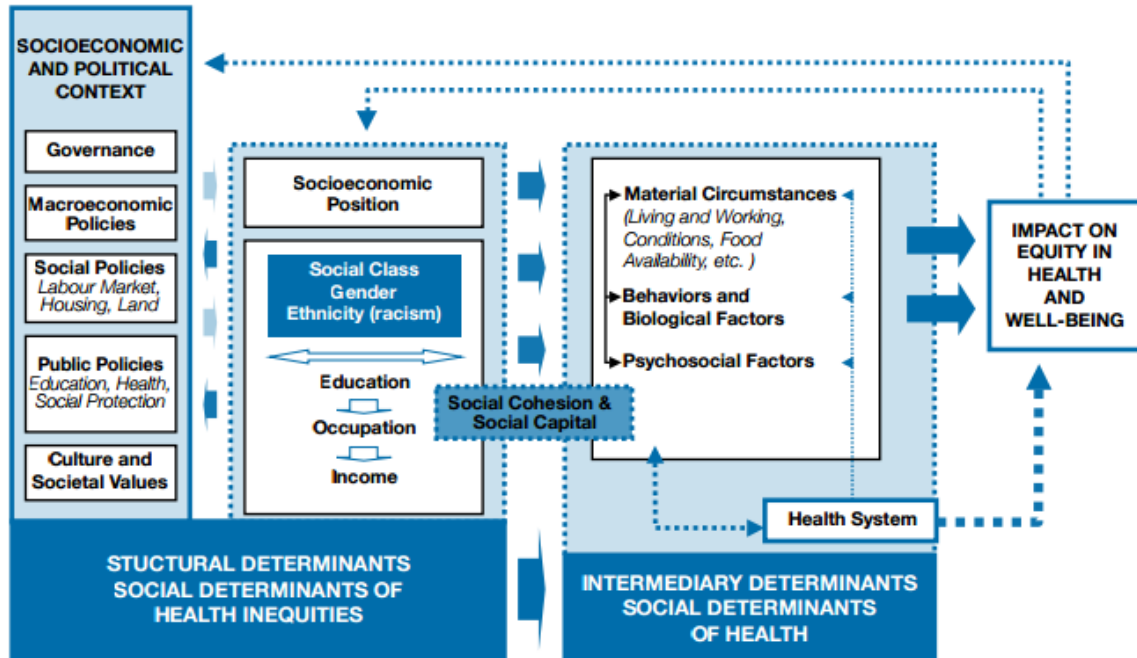 SOCIOECONOMIC
AND POLITICAL
CONTEXT
Governance
Macroeconomic
Policies
Social Policies
Labour Market,
Housing, Land
Public Policies
Education, Health,
Social Protection
Culture and
Societal Values
Socioeconomic
Position
Social Class
Gender
Ethnicity (racism)
Education
Occupation
Income
Social Cohesion &
Social Capital
Material Circumstances
(Living and Working,
Conditions, Food
Availability, etc. )
Behaviors and
Biological Factors
Psychosocial Factors
Health System
IMPACT ON
EQUITY IN
HEALTH
AND
WELL-BEING
STUCTURAL DETERMINANTS
SOCIAL DETERMINANTS OF
HEALTH INEQUITIES
INTERMEDIARY DETERMINANTS
SOCIAL DETERMINANTS
OF HEALTH